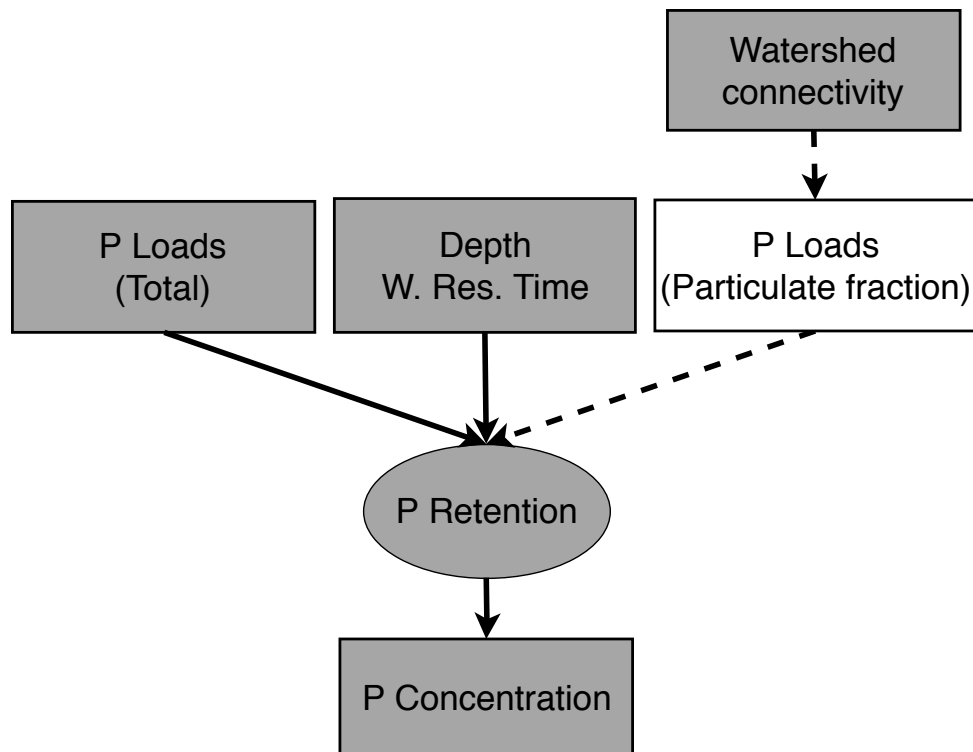 Watershed
connectivity
P Loads
(Total)
Depth
W. Res. Time
P Loads
(Particulate fraction)
P Retention
P Concentration